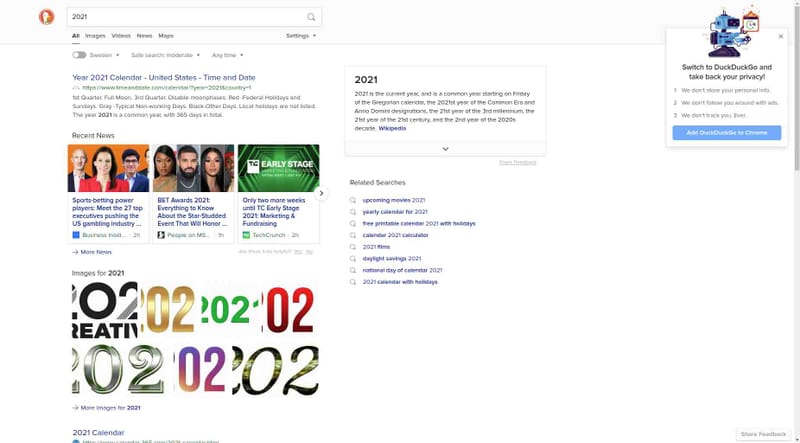 2021
All Images Videos News Maps Settings
Sweden Safe search: moderate Any time
Year 2021 Calendar - United States - Time and Date
https://www.timeanddate.com/calendar/?year=2021&country=1
1st Quarter. Full Moon. 3rd Quarter. Disable moonphases. Red -Federal Holidays and
Sundays. Gray -Typical Non-working Days. Black-Other Days. Local holidays are not listed.
The year 2021 is a common year, with 365 days in total.
Recent News
TC EARLY STAGE
Sports-betting power
players: Meet the 27 top
executives pushing the
US gambling industry ...
Business Insid... 2h
BET Awards 2021:
Everything to Know
About the Star-Studded
Event That Will Honor ...
People on MS... 1h
Only two more weeks
until TC Early Stage
2021: Marketing &
Fundraising
TechCrunch 2h
More News
Are these links helpful? Yes No
Images for 2021
202
REATIV
202
2021
202
202
202
202
202
More Images for 2021
2021 Calendar
2021
2021 is the current year, and is a common year starting on Friday
of the Gregorian calendar, the 2021st year of the Common Era and
Anno Domini designations, the 21st year of the 3rd millennium, the
21st year of the 21st century, and the 2nd year of the 2020s
decade. Wikipedia
Share Feedback
Related Searches
upcoming movies 2021
yearly calendar for 2021
free printable calendar 2021 with holidays
calendar 2021 calculator
2021 films
daylight savings 2021
national day of calendar 2021
2021 calendar with holidays
Switch to DuckDuckGo and
take back your privacy!
1 We don't store your personal info.
2 We don't follow you around with ads.
3 We don't track you. Ever.
Add DuckDuckGo to Chrome
Share Feedback